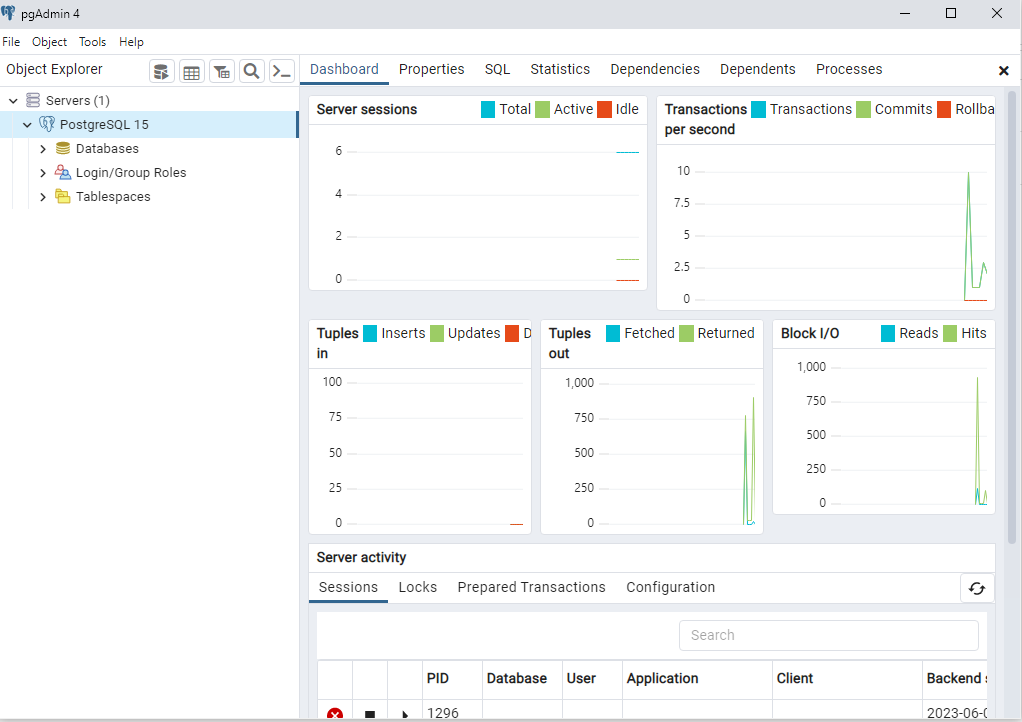 pgAdmin 4
File Object Tools Help
Object Explorer
Dashboard Properties SQL Statistics Dependencies Dependents Processes
Servers (1)
PostgreSQL 15
Databases
Login/Group Roles
Tablespaces
Server sessions Total Active Idle
6
4
2
0
Transactions per second Transactions Commits Rollba
10
7.5
5
2.5
0
Tuples in Inserts Updates D
100
75
50
25
0
Tuples out Fetched Returned
1,000
750
500
250
0
Block I/O Reads Hits
1,000
750
500
250
0
Server activity
Sessions Locks Prepared Transactions Configuration
Search
PID Database User Application Client Backend s
1296 2023-06-0